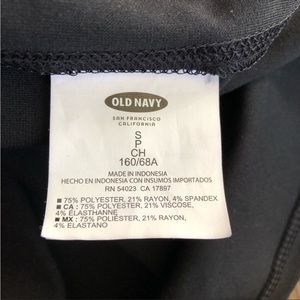 OLD NAVY
SAN FRANCISCO
CALIFORNIA
S
P
CH
160/68A
MADE IN INDONESIA
HECHO EN INDONESIA CON INSUMOS IMPORTADOS
RN 54023 CA 17897
75% POLYESTER, 21% RAYON, 4% SPANDEX
CA : 75% POLYESTER, 21% VISCOSE,
4% ÉLASTHANNE
MX : 75% POLIÉSTER, 21% RAYON,
4% ELASTANO